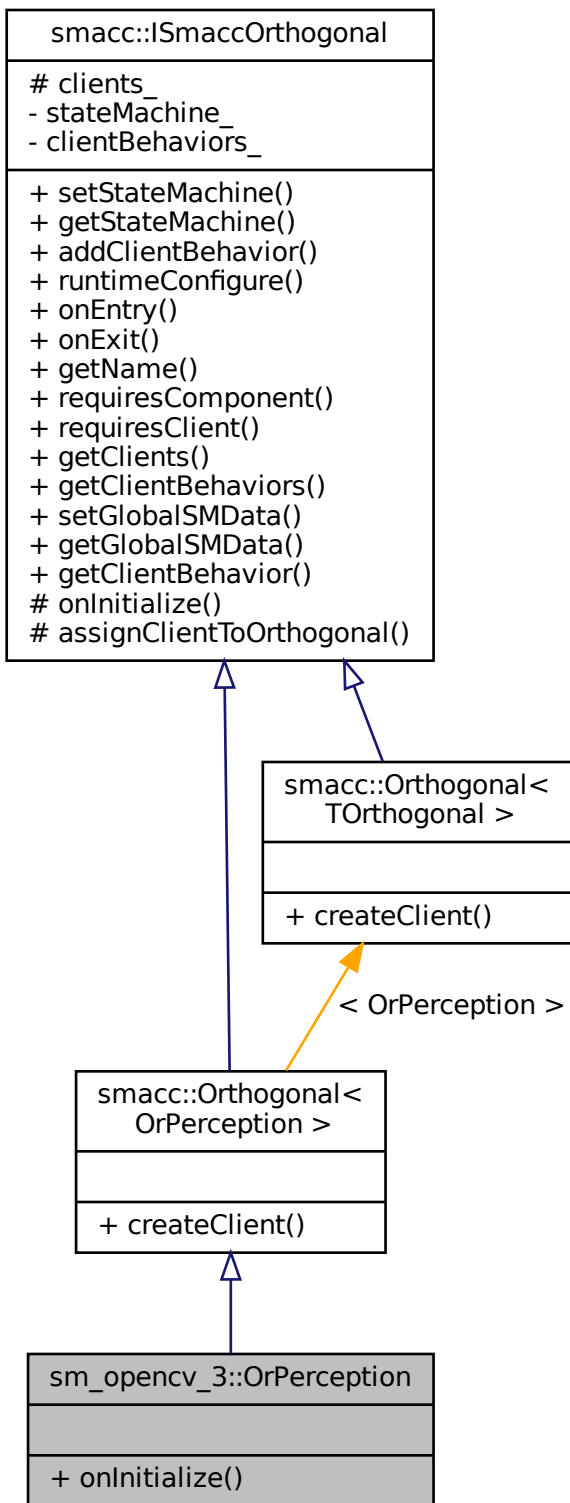 smacc::ISmaccOrthogonal
# clients_
- stateMachine_
- clientBehaviors_
+ setStateMachine()
+ getStateMachine()
+ addClientBehavior()
+ runtimeConfigure()
+ onEntry()
+ onExit()
+ getName()
+ requiresComponent()
+ requiresClient()
+ getClients()
+ getClientBehaviors()
+ setGlobalSMData()
+ getGlobalSMData()
+ getClientBehavior()
# onInitialize()
# assignClientToOrthogonal()
smacc::Orthogonal<
TOrthogonal >
+ createClient()
< OrPerception >
smacc::Orthogonal<
OrPerception >
+ createClient()
sm_opencv_3::OrPerception
+ onInitialize()